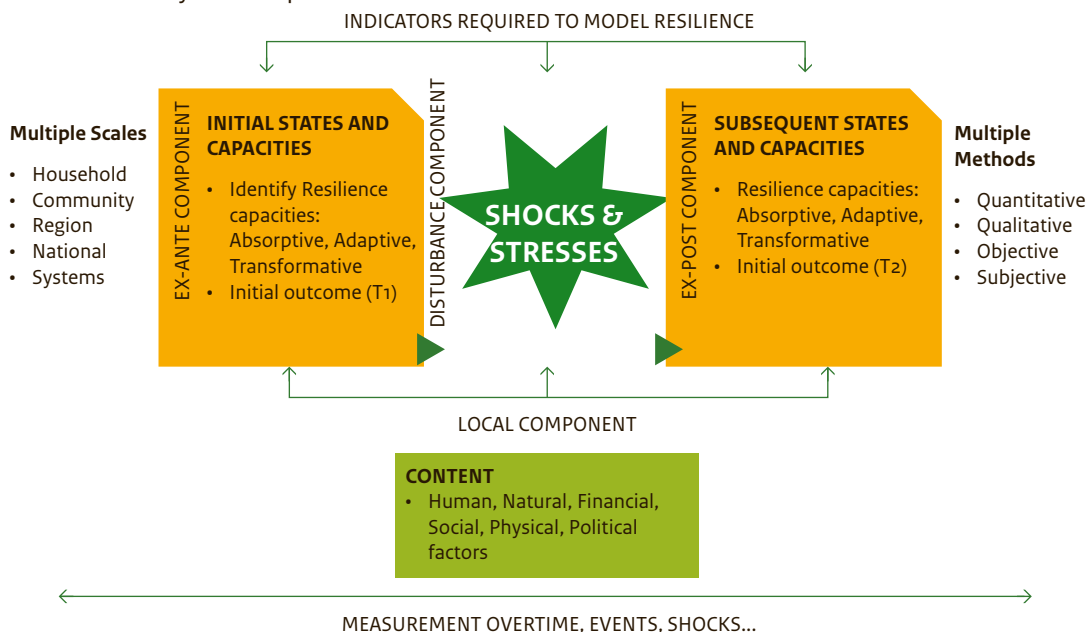 INDICATORS REQUIRED TO MODEL RESILIENCE
Multiple Scales
• Household
• Community
• Region
• National
• Systems
EX-ANTE COMPONENT
INITIAL STATES AND
CAPACITIES
• Identify Resilience
capacities:
Absorptive, Adaptive,
Transformative
• Initial outcome (T1)
DISTURBANCE COMPONENT
SHOCKS &
STRESSES
EX-POST COMPONENT
SUBSEQUENT STATES
AND CAPACITIES
• Resilience capacities:
Absorptive, Adaptive,
Transformative
• Initial outcome (T2)
Multiple
Methods
• Quantitative
• Qualitative
• Objective
• Subjective
LOCAL COMPONENT
CONTENT
• Human, Natural, Financial,
Social, Physical, Political
factors
MEASUREMENT OVERTIME, EVENTS, SHOCKS...